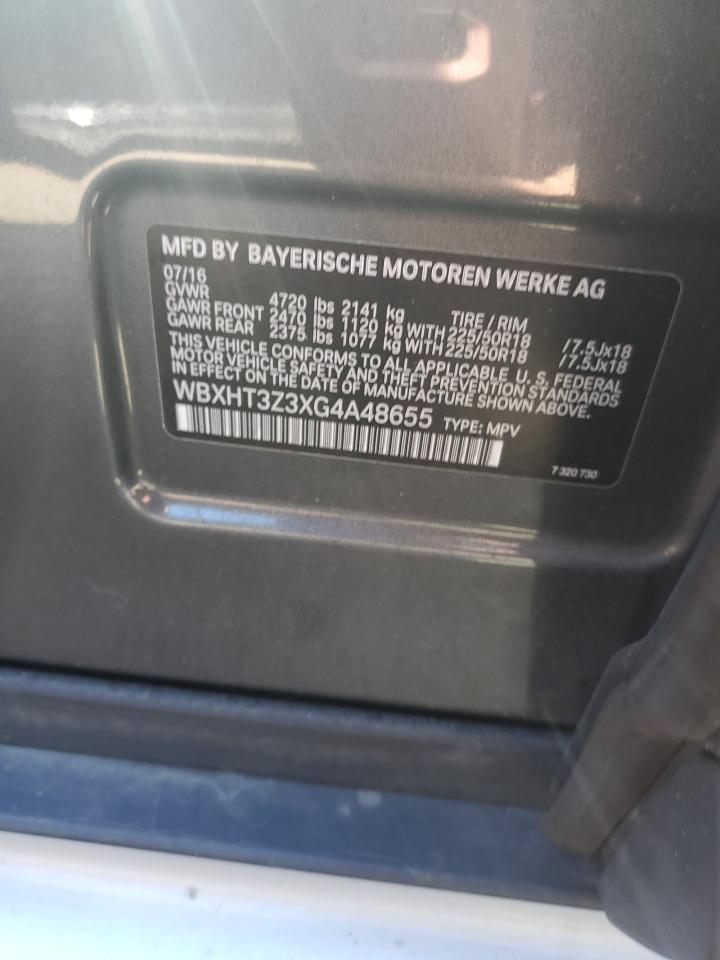 MFD BY BAYERISCHE MOTOREN WERKE AG
07/16
GVWR 4720 lbs 2141 kg TIRE / RIM
GAWR FRONT 2470 lbs 1120 kg WITH 225/50R18 /7.5Jx18
GAWR REAR 2375 lbs 1077 kg WITH 225/50R18 /7.5Jx18
THIS VEHICLE CONFORMS TO ALL APPLICABLE U. S. FEDERAL
MOTOR VEHICLE SAFETY AND THEFT PREVENTION STANDARDS
IN EFFECT ON THE DATE OF MANUFACTURE SHOWN ABOVE.
WBXHT3Z3XG4A48655 TYPE: MPV
7 320 730